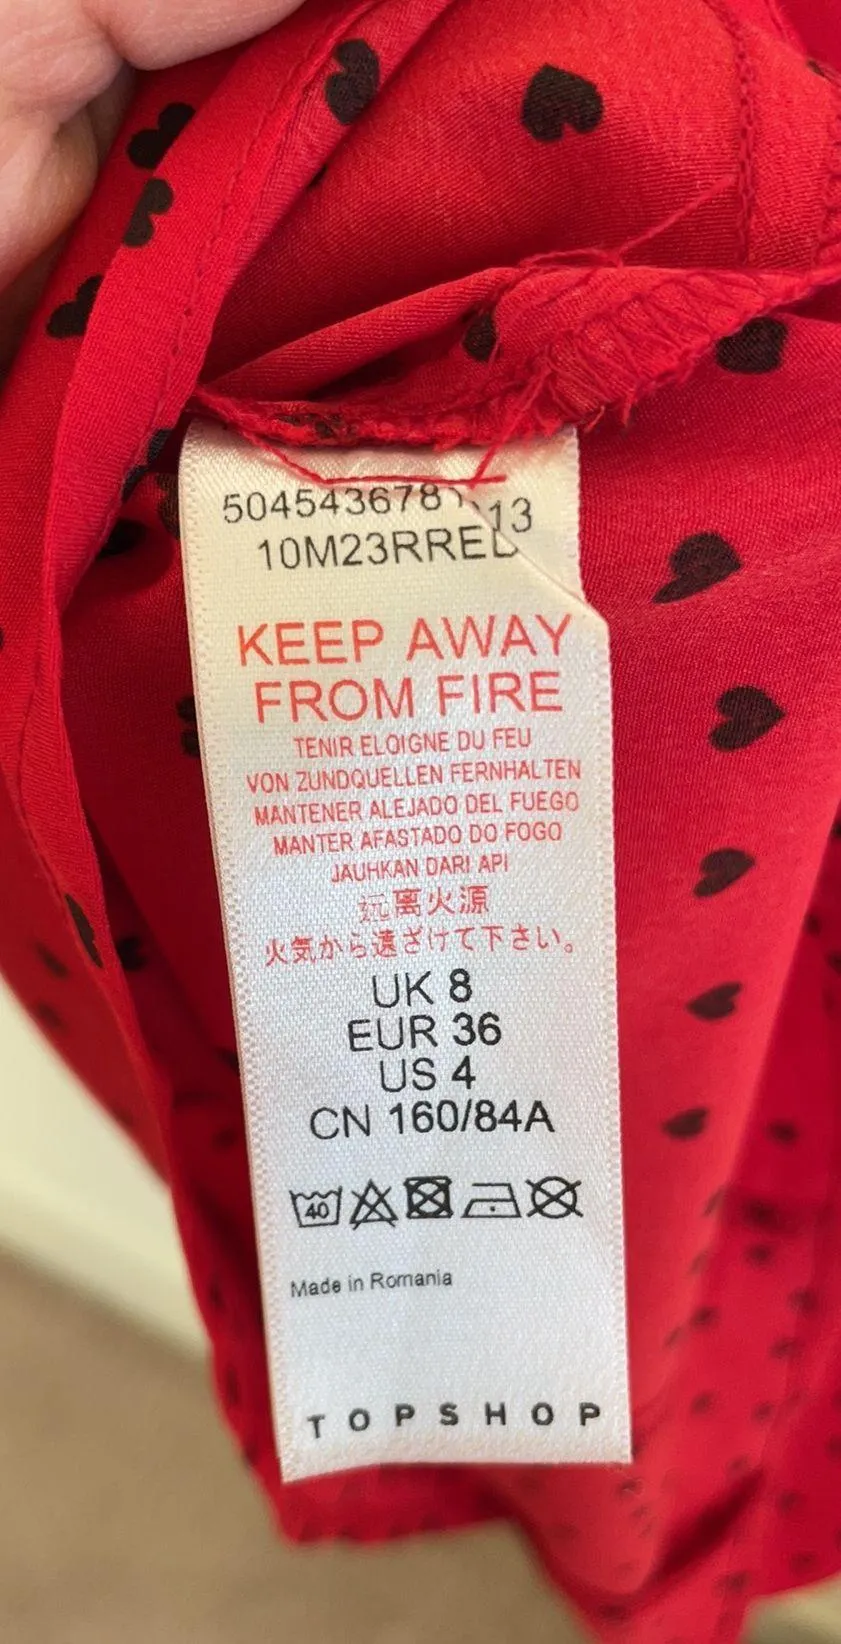 10M23RRED
KEEP AWAY
FROM FIRE
TENIR ELOIGNE DU FEU
VON ZUNDQUELLEN FERNHALTEN
MANTENER ALEJADO DEL FUEGO
MANTER AFASTADO DO FOGO
JAUHKAN DARI API
远离火源
火気から遠ざけて下さい。
UK 8
EUR 36
US 4
CN 160/84A
40
Made in Romania
TOPSHOP